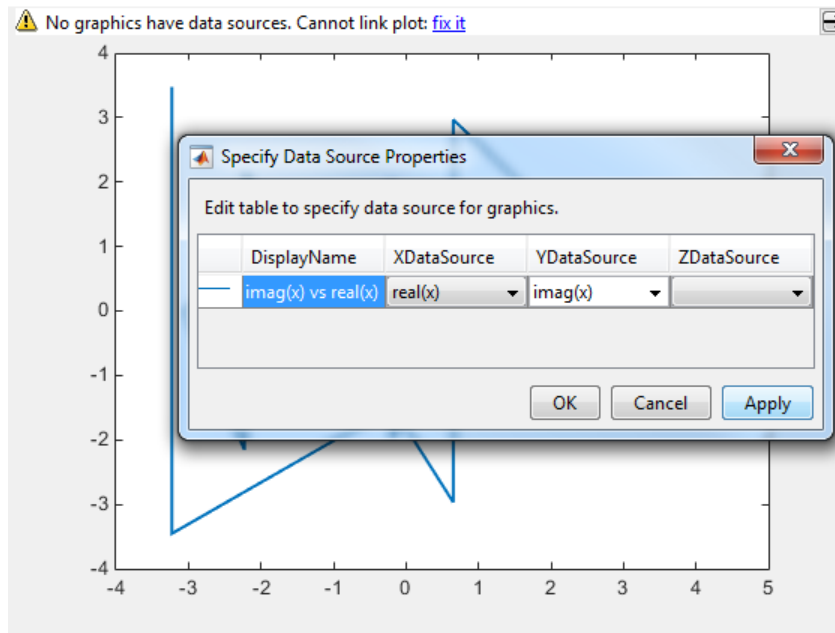 No graphics have data sources. Cannot link plot: fix it
4
3
Specify Data Source Properties
2
Edit table to specify data source for graphics.
1
DisplayName XDataSource YDataSource ZDataSource
imag(x) vs real(x) real(x) imag(x)
0
-1
OK Cancel Apply
-2
-3
-4
-4 -3 -2 -1 0 1 2 3 4 5